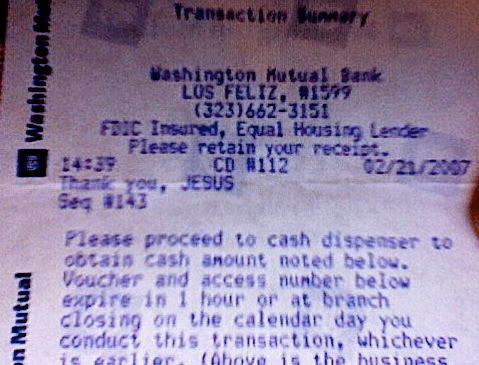 Transaction Summary
Washington Mutual Bank
LOS FELIZ, #1599
(323)662-3151
FDIC Insured, Equal Housing Lender
Please retain your receipt.
14:39 CD #112 02/21/2007
Thank you, JESUS
Seq #143
Please proceed to cash dispenser to
obtain cash amount noted below.
Voucher and access number below
expire in 1 hour or at branch
closing on the calendar day you
conduct this transaction, whichever
is earlier. (Above is the business
Washington Mu
on Mutual